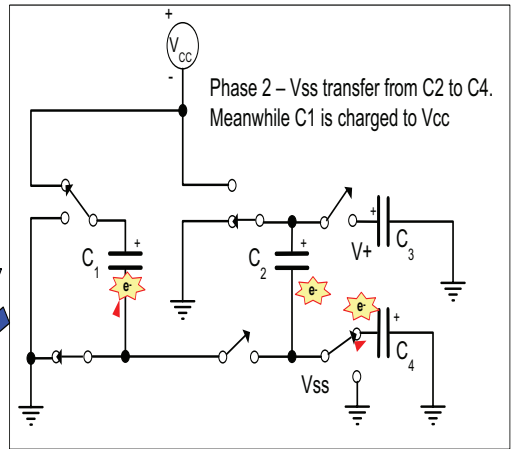 +
VCC
-
Phase 2 – Vss transfer from C2 to C4.
Meanwhile C1 is charged to Vcc
+
C1
e-
+
C2
e-
+
V+
C3
e-
+
C4
Vss